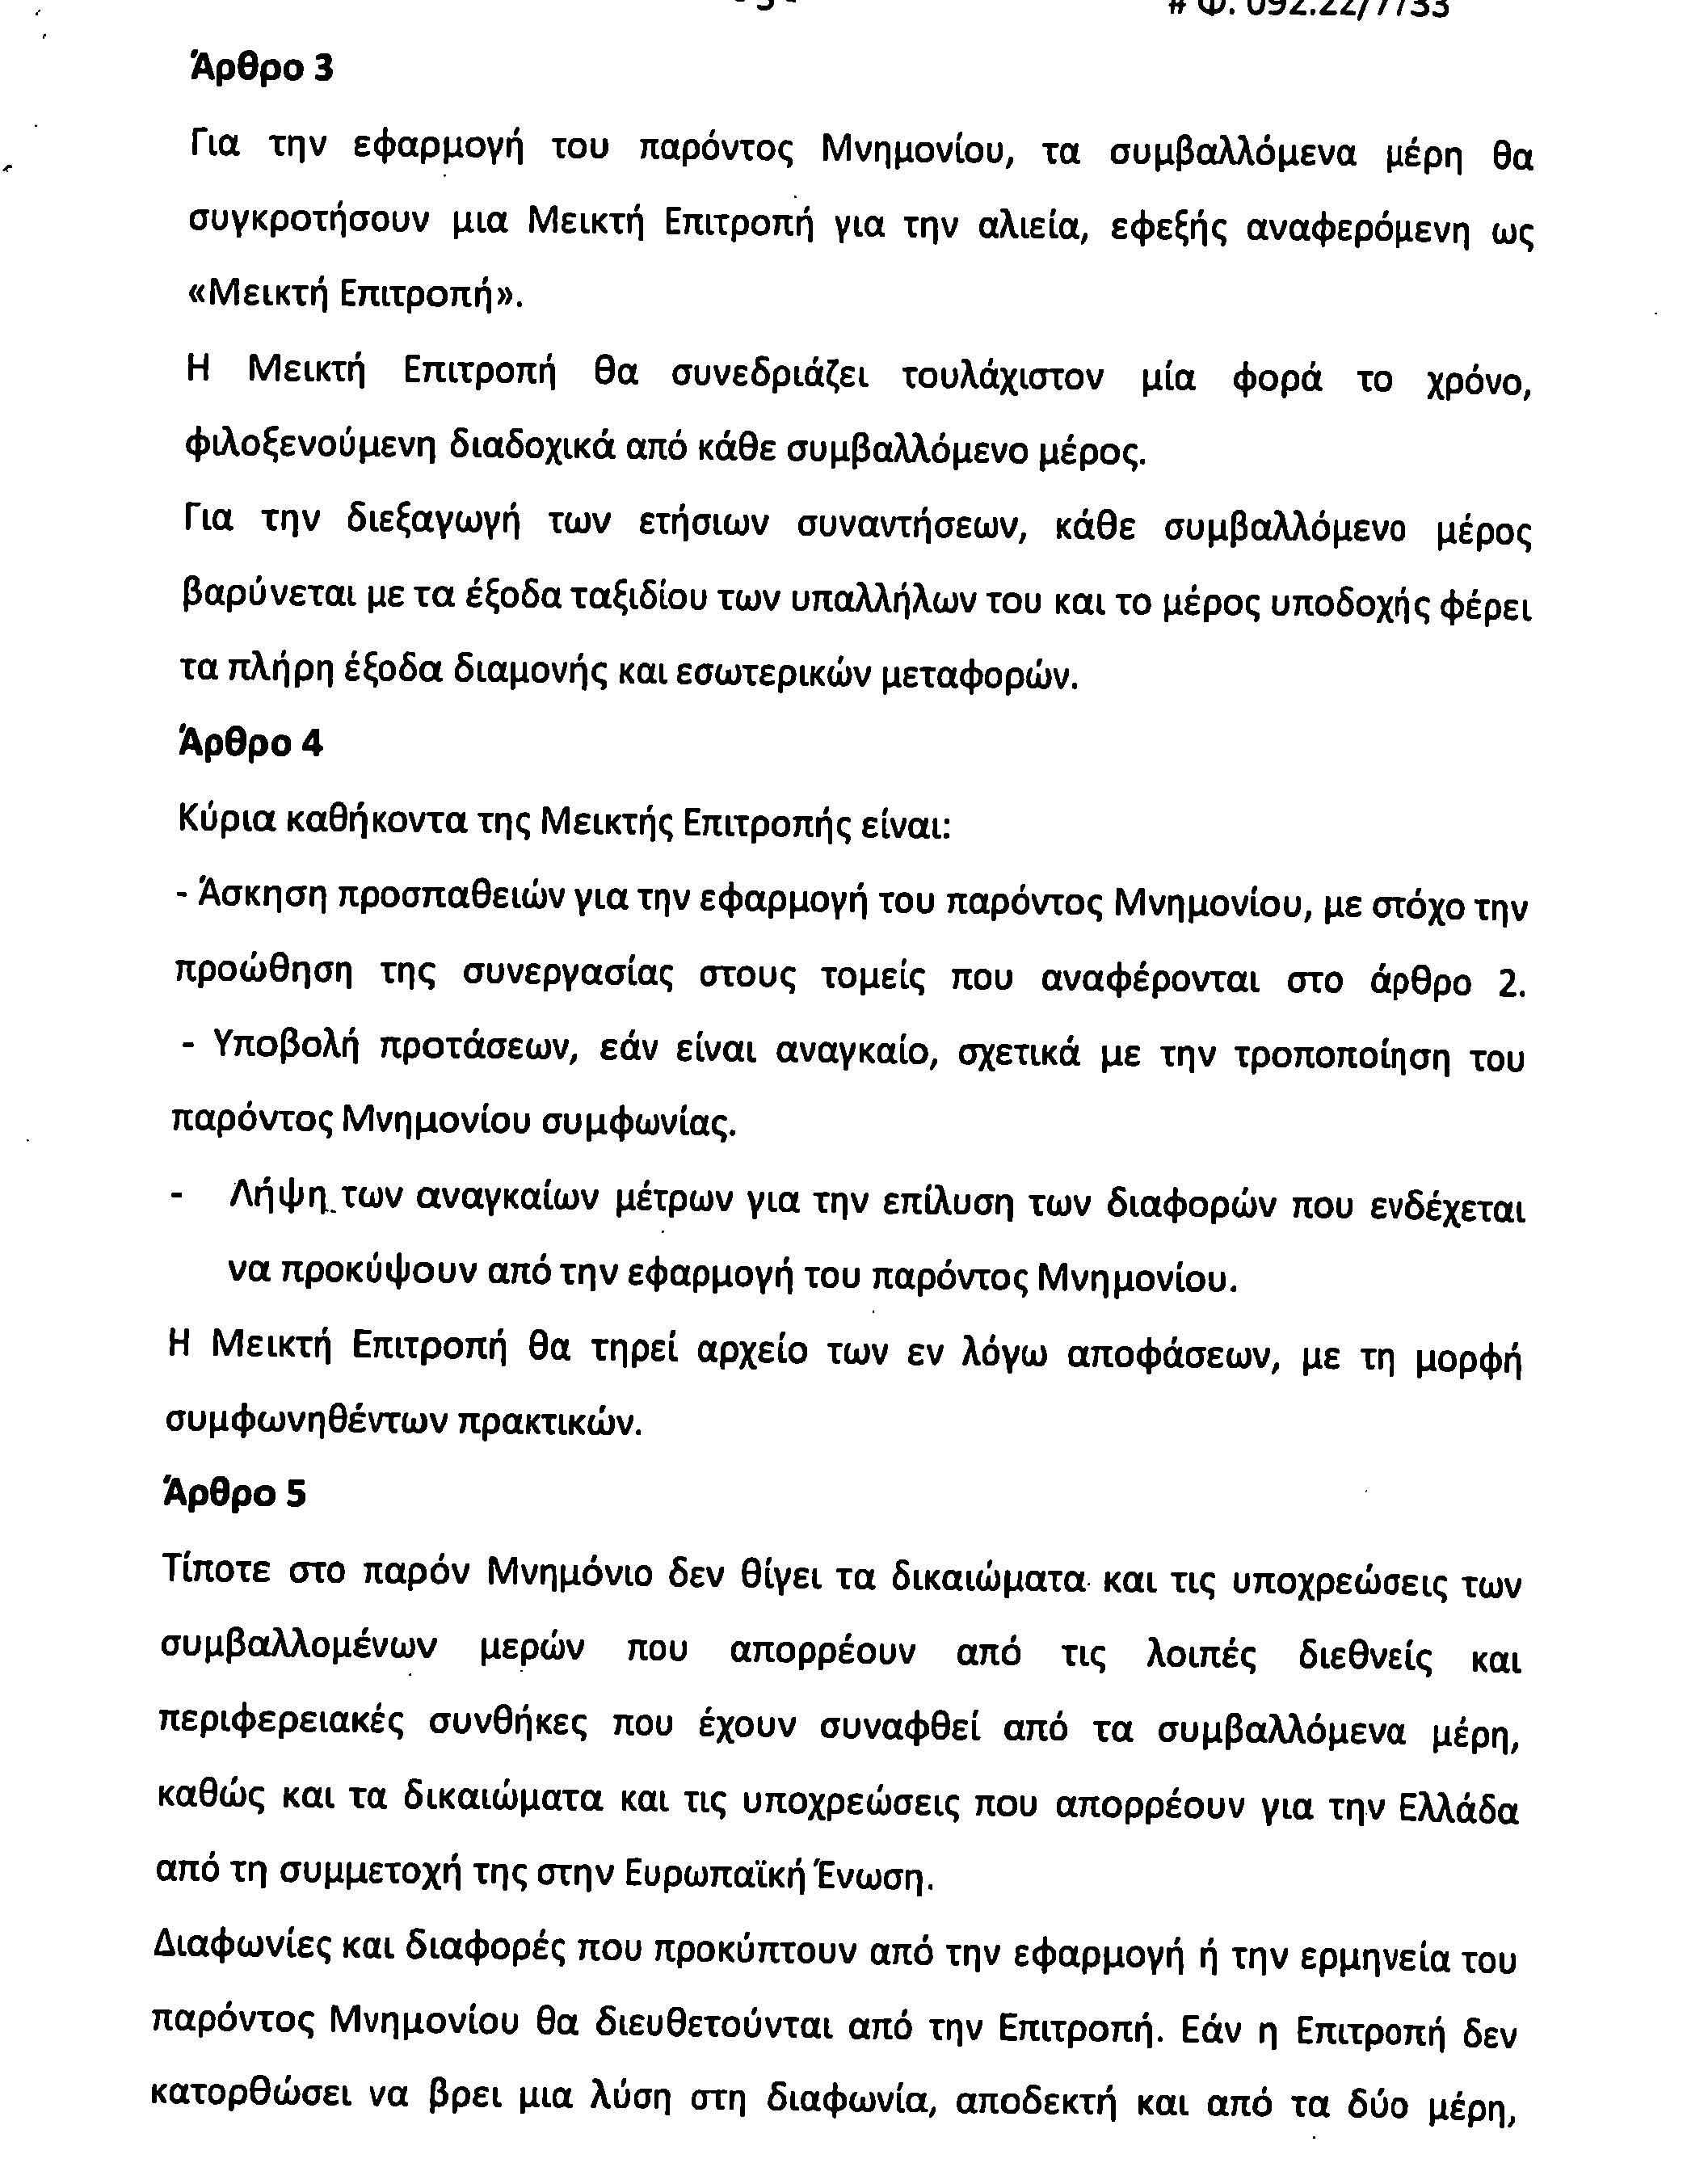 Άρθρο 3
Για την εφαρμογή του παρόντος Μνημονίου, τα συμβαλλόμενα μέρη θα
συγκροτήσουν μια Μεικτή Επιτροπή για την αλιεία, εφεξής αναφερόμενη ως
«Μεικτή Επιτροπή».
Η Μεικτή Επιτροπή θα συνεδριάζει τουλάχιστον μία φορά το χρόνο,
φιλοξενούμενη διαδοχικά από κάθε συμβαλλόμενο μέρος.
Για την διεξαγωγή των ετήσιων συναντήσεων, κάθε συμβαλλόμενο μέρος
βαρύνεται με τα έξοδα ταξιδίου των υπαλλήλων του και το μέρος υποδοχής φέρει
τα πλήρη έξοδα διαμονής και εσωτερικών μεταφορών.
Άρθρο 4
Κύρια καθήκοντα της Μεικτής Επιτροπής είναι:
- Άσκηση προσπαθειών για την εφαρμογή του παρόντος Μνημονίου, με στόχο την
προώθηση της συνεργασίας στους τομείς που αναφέρονται στο άρθρο 2.
- Υποβολή προτάσεων, εάν είναι αναγκαίο, σχετικά με την τροποποίηση του
παρόντος Μνημονίου συμφωνίας.
- Λήψη των αναγκαίων μέτρων για την επίλυση των διαφορών που ενδέχεται
να προκύψουν από την εφαρμογή του παρόντος Μνημονίου.
Η Μεικτή Επιτροπή θα τηρεί αρχείο των εν λόγω αποφάσεων, με τη μορφή
συμφωνηθέντων πρακτικών.
Άρθρο 5
Τίποτε στο παρόν Μνημόνιο δεν θίγει τα δικαιώματα και τις υποχρεώσεις των
συμβαλλομένων μερών που απορρέουν από τις λοιπές διεθνείς και
περιφερειακές συνθήκες που έχουν συναφθεί από τα συμβαλλόμενα μέρη,
καθώς και τα δικαιώματα και τις υποχρεώσεις που απορρέουν για την Ελλάδα
από τη συμμετοχή της στην Ευρωπαϊκή Ένωση.
Διαφωνίες και διαφορές που προκύπτουν από την εφαρμογή ή την ερμηνεία του
παρόντος Μνημονίου θα διευθετούνται από την Επιτροπή. Εάν η Επιτροπή δεν
κατορθώσει να βρει μια λύση στη διαφωνία, αποδεκτή και από τα δύο μέρη,